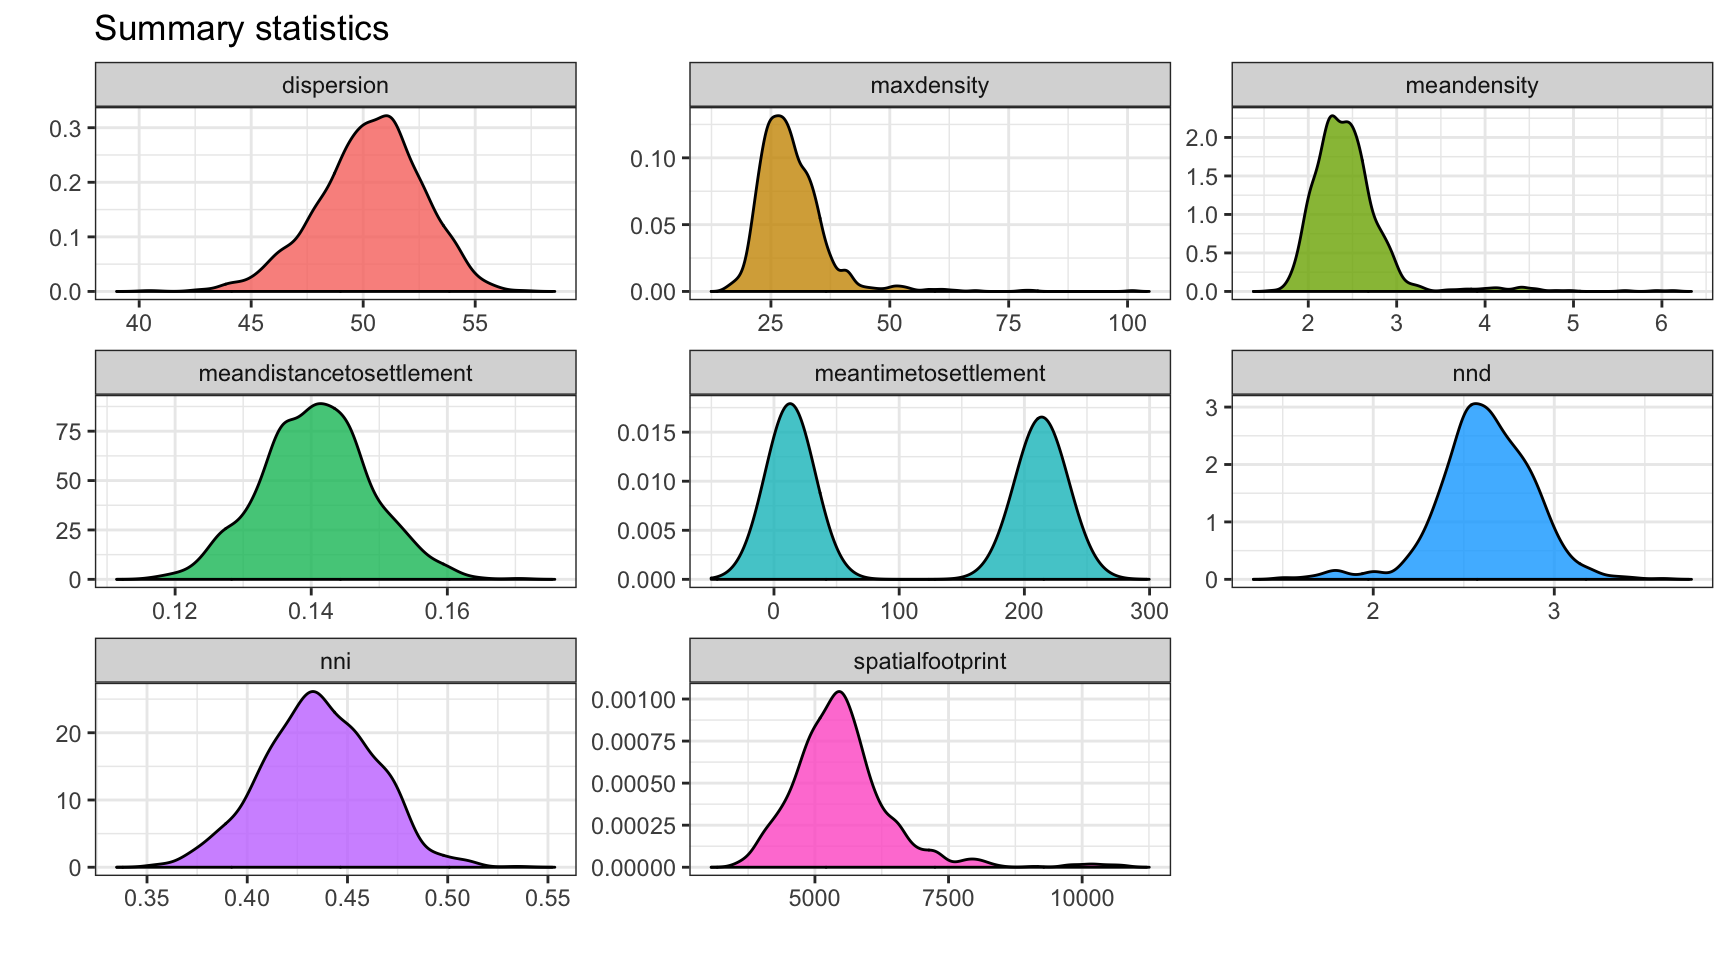 Summary statistics
dispersion
maxdensity
meandensity
0.3
0.2
0.1
0.0
40 45 50 55
0.10
0.05
0.00
25 50 75 100
2.0
1.5
1.0
0.5
0.0
2 3 4 5 6
meandistancetosettlement
meantimetosettlement
nnd
75
50
25
0
0.12 0.14 0.16
0.015
0.010
0.005
0.000
0 100 200 300
3
2
1
0
2 3
nni
spatialfootprint
20
10
0
0.35 0.40 0.45 0.50 0.55
0.00100
0.00075
0.00050
0.00025
0.00000
5000 7500 10000